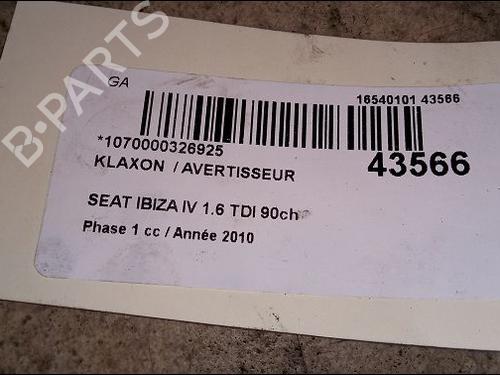 B-PARTS
GA
16540101 43566
*1070000326925
43566
KLAXON / AVERTISSEUR
SEAT IBIZA IV 1.6 TDI 90ch
Phase 1 cc / Année 2010